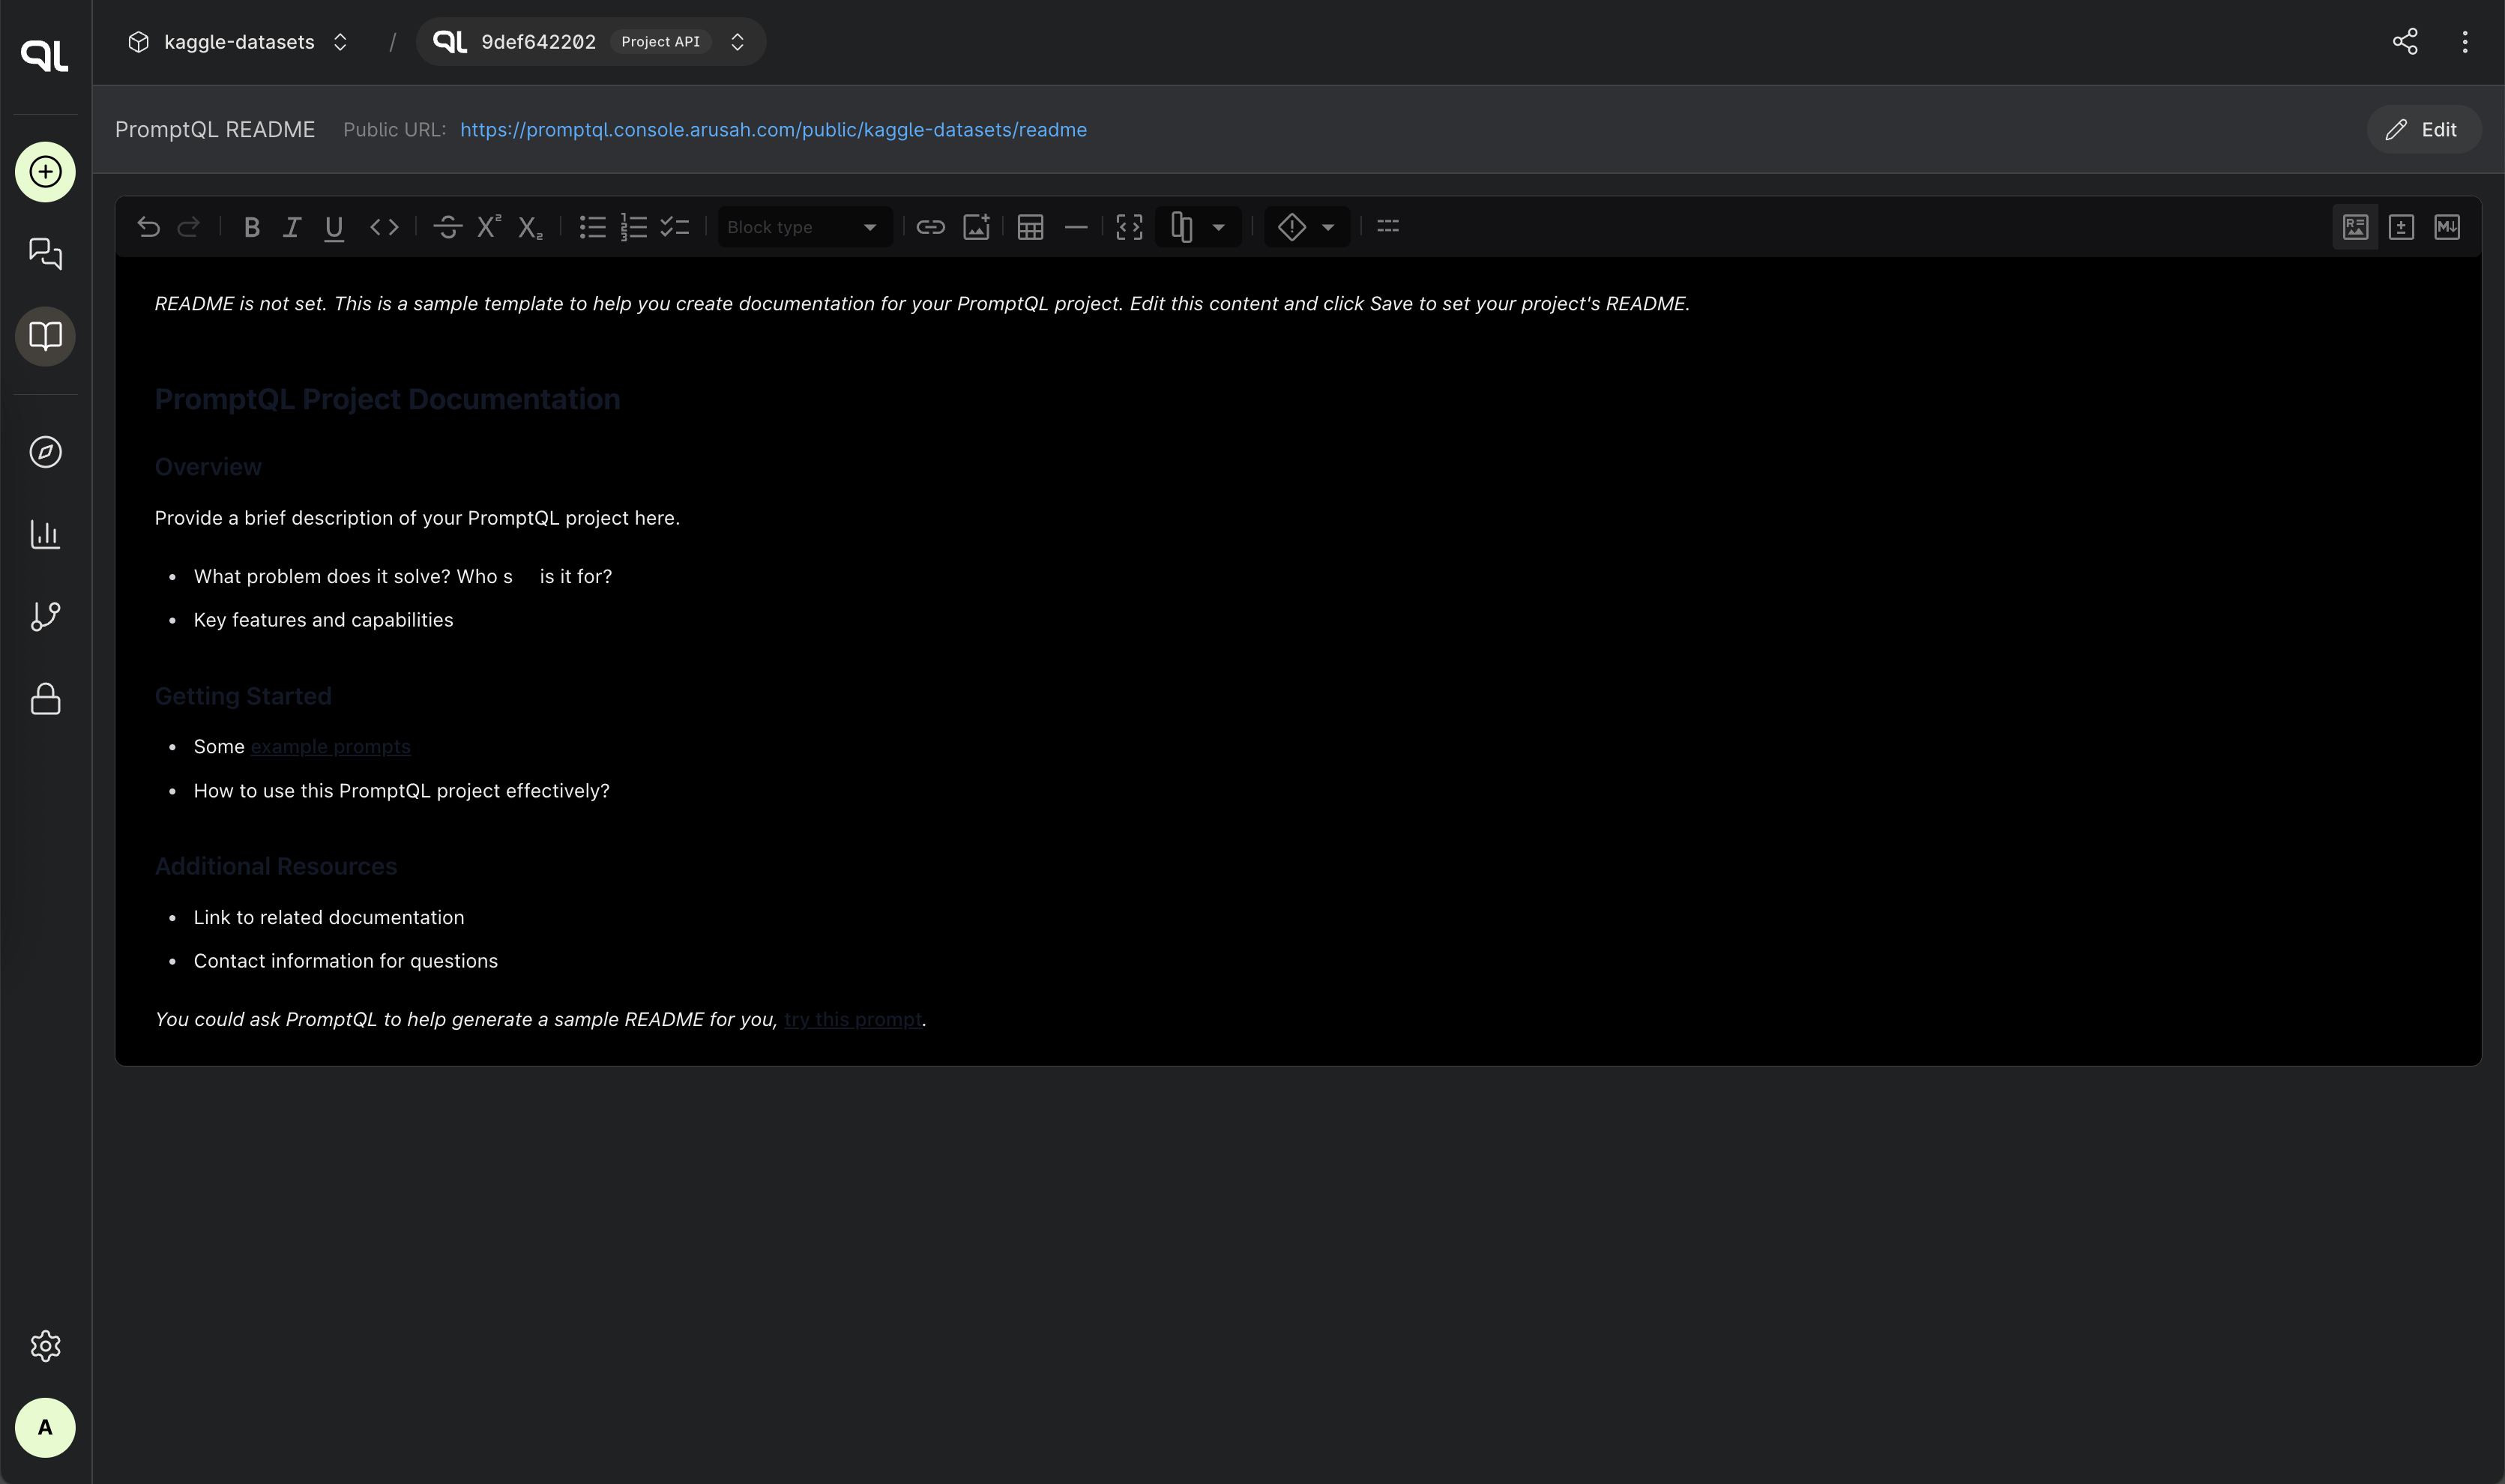 QL
kaggle-datasets / QL 9def642202 Project API
PromptQL README Public URL: https://promptql.console.arusah.com/public/kaggle-datasets/readme Edit
B I U X² X₂ Block type
README is not set. This is a sample template to help you create documentation for your PromptQL project. Edit this content and click Save to set your project's README.
PromptQL Project Documentation
Overview
Provide a brief description of your PromptQL project here.
• What problem does it solve? Who s is it for?
• Key features and capabilities
Getting Started
• Some example prompts
• How to use this PromptQL project effectively?
Additional Resources
• Link to related documentation
• Contact information for questions
You could ask PromptQL to help generate a sample README for you, try this prompt.
A